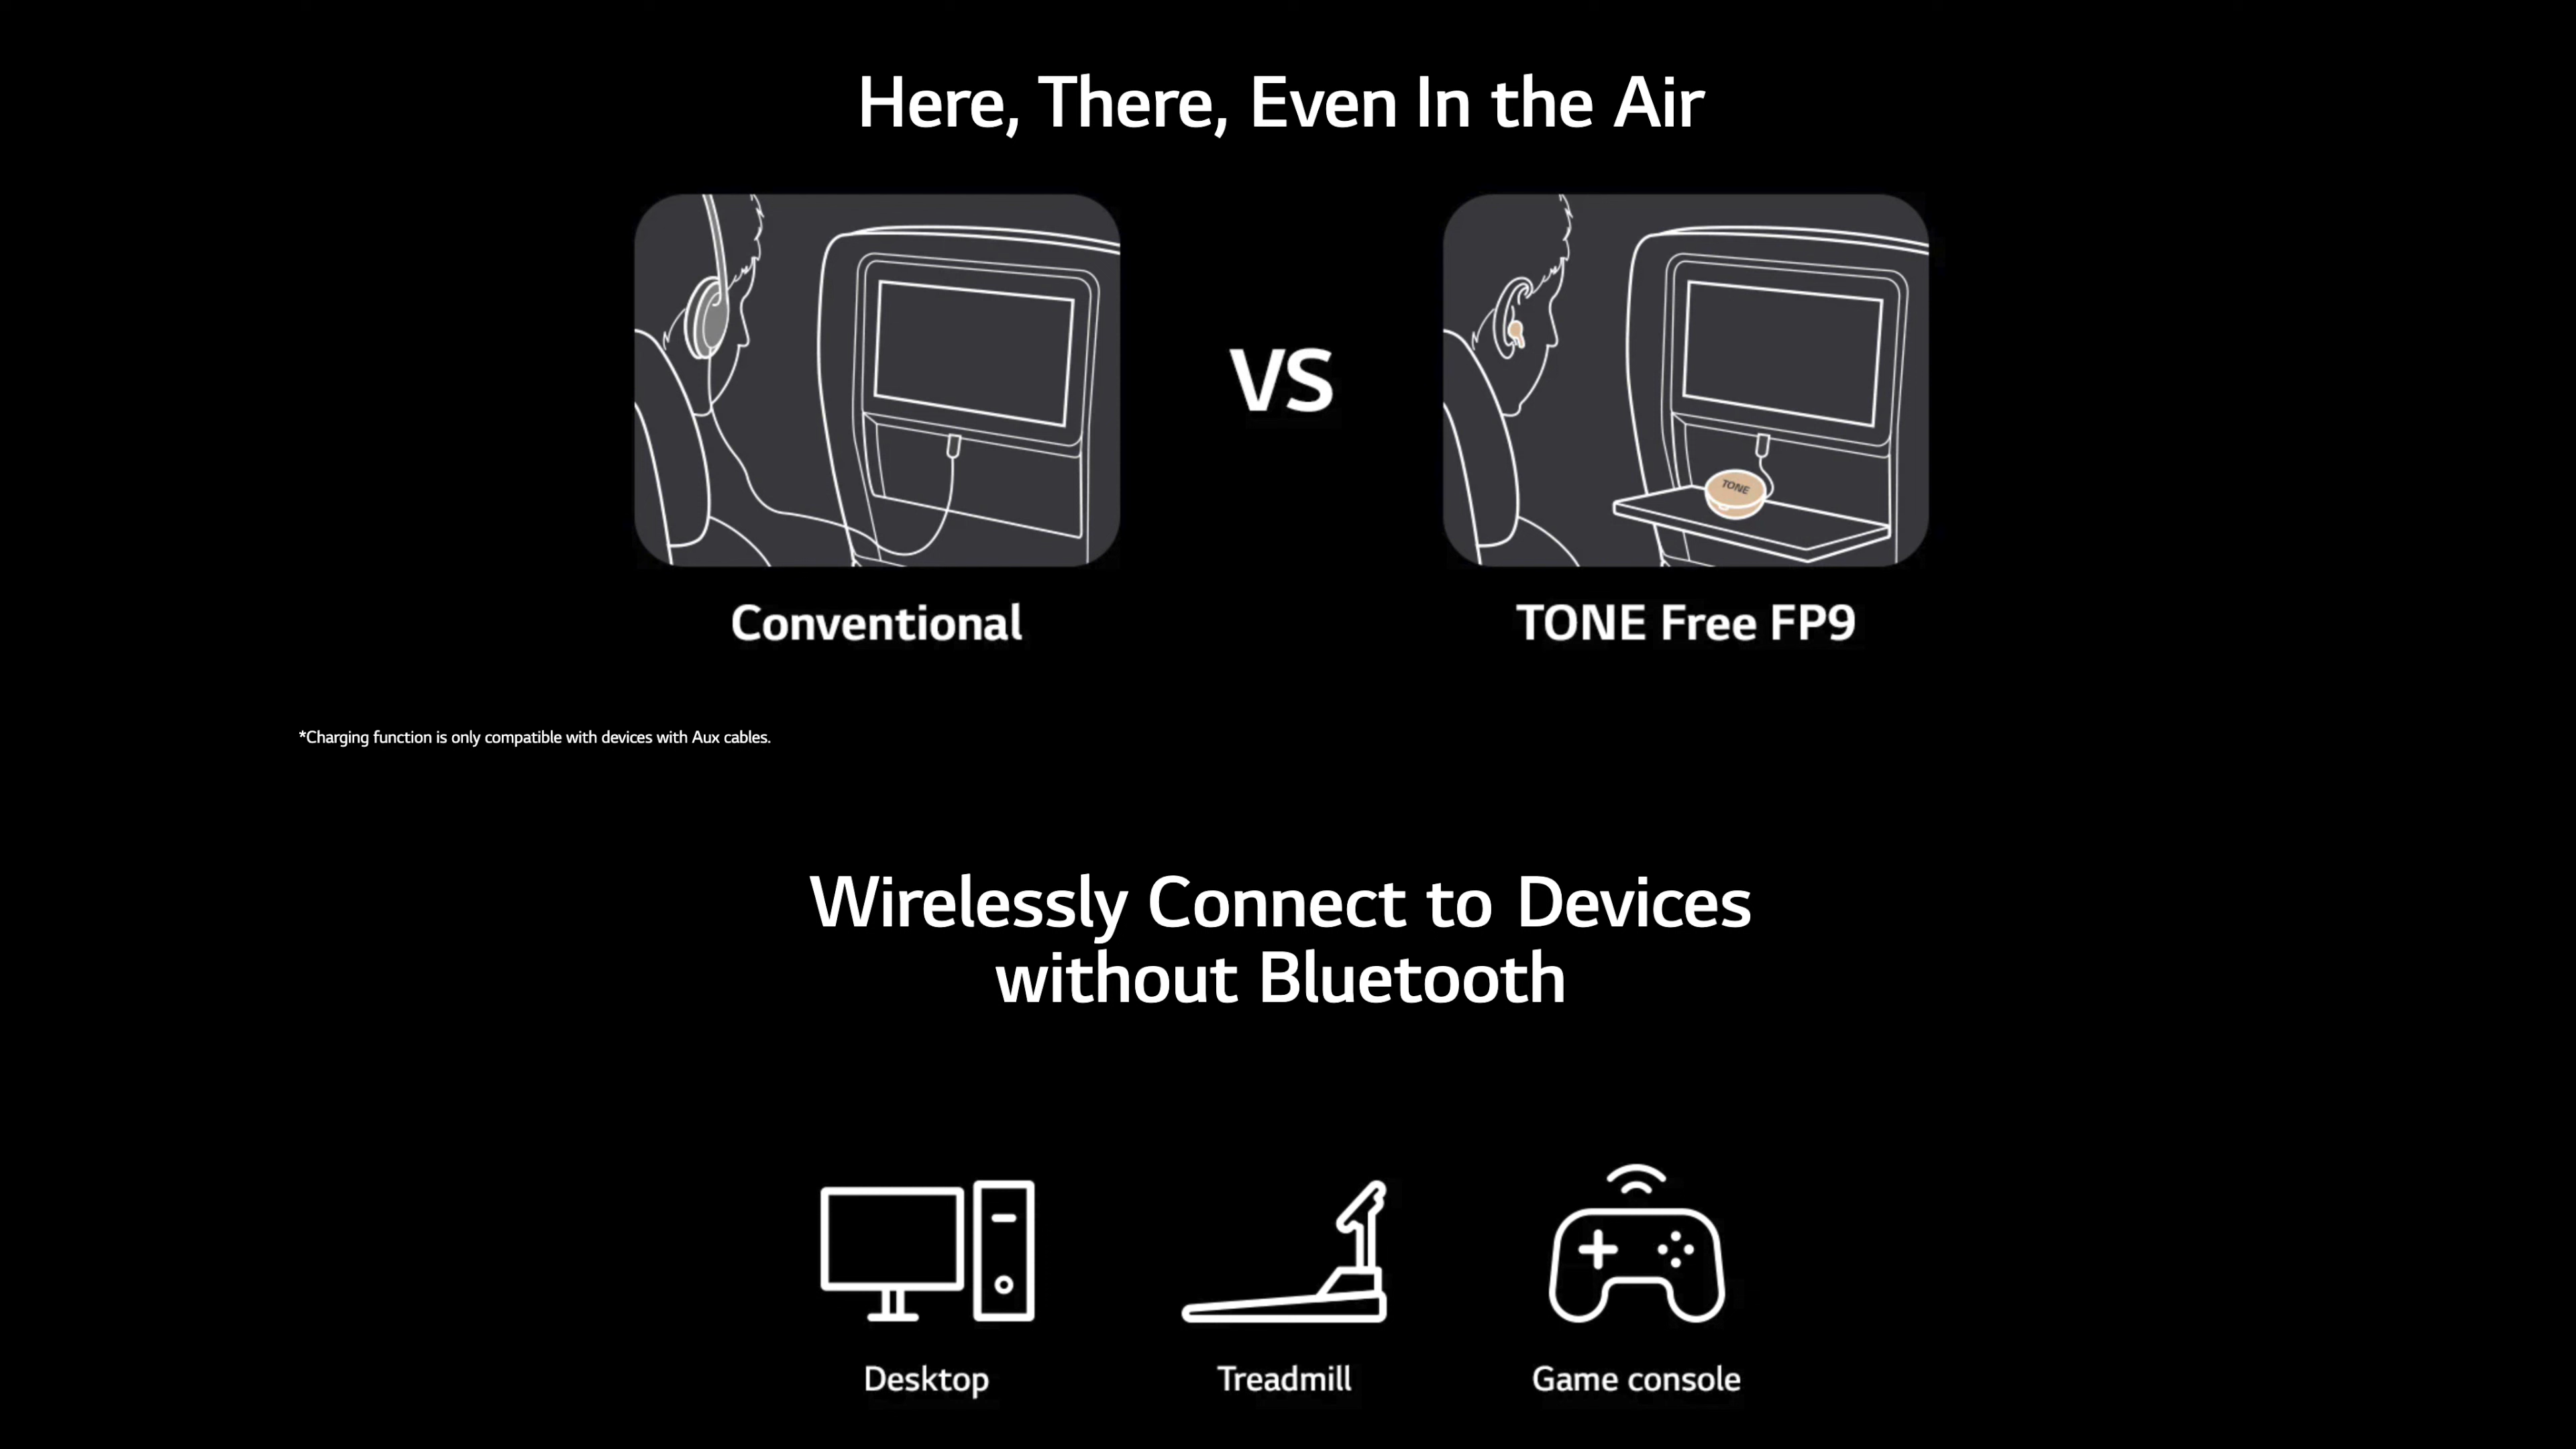 Here, There, Even In the Air
VS
TONE
Conventional
TONE Free FP9
*Charging function is only compatible with devices with Aux cables.
Wirelessly Connect to Devices
without Bluetooth
Desktop
Treadmill
Game console